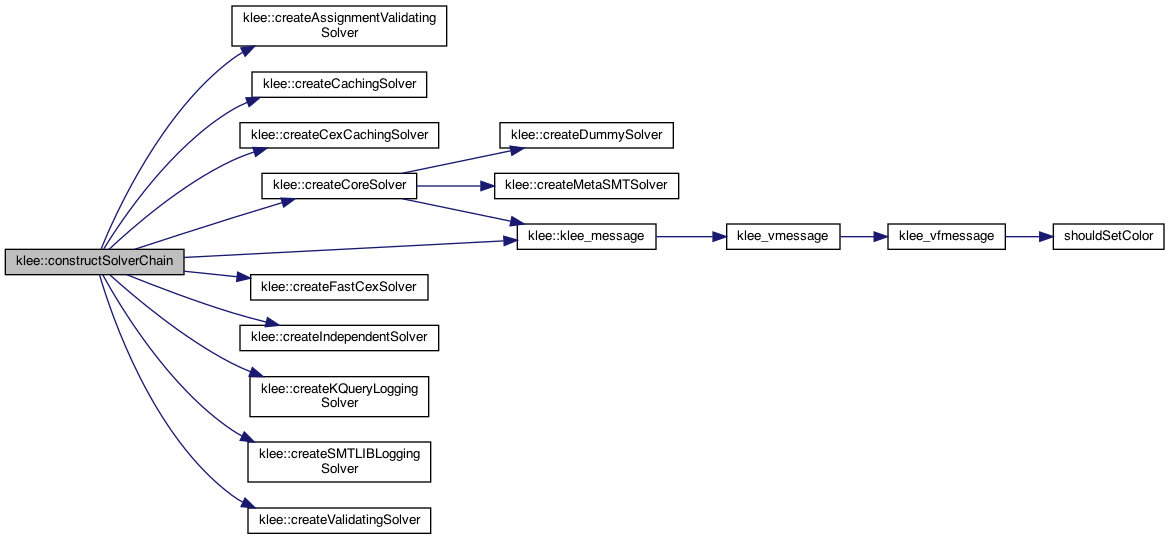 klee::createAssignmentValidating
Solver
klee::createCachingSolver
klee::createCexCachingSolver
klee::createDummySolver
klee::createCoreSolver
klee::createMetaSMTSolver
klee::klee_message
klee_vmessage
klee_vfmessage
shouldSetColor
klee::constructSolverChain
klee::createFastCexSolver
klee::createIndependentSolver
klee::createKQueryLogging
Solver
klee::createSMTLIBLogging
Solver
klee::createValidatingSolver